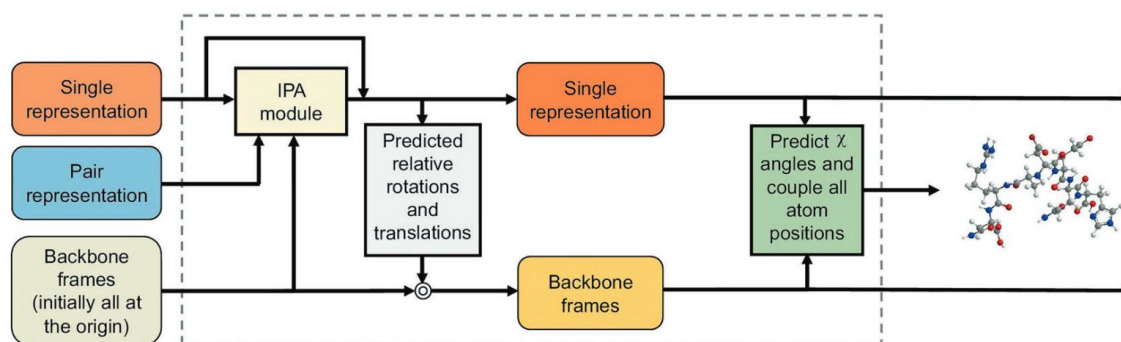 Single
representation
Pair
representation
Backbone
frames
(initially all at
the origin)
IPA
module
Predicted
relative
rotations
and
translations
Single
representation
Backbone
frames
Predict χ
angles and
couple all
atom
positions